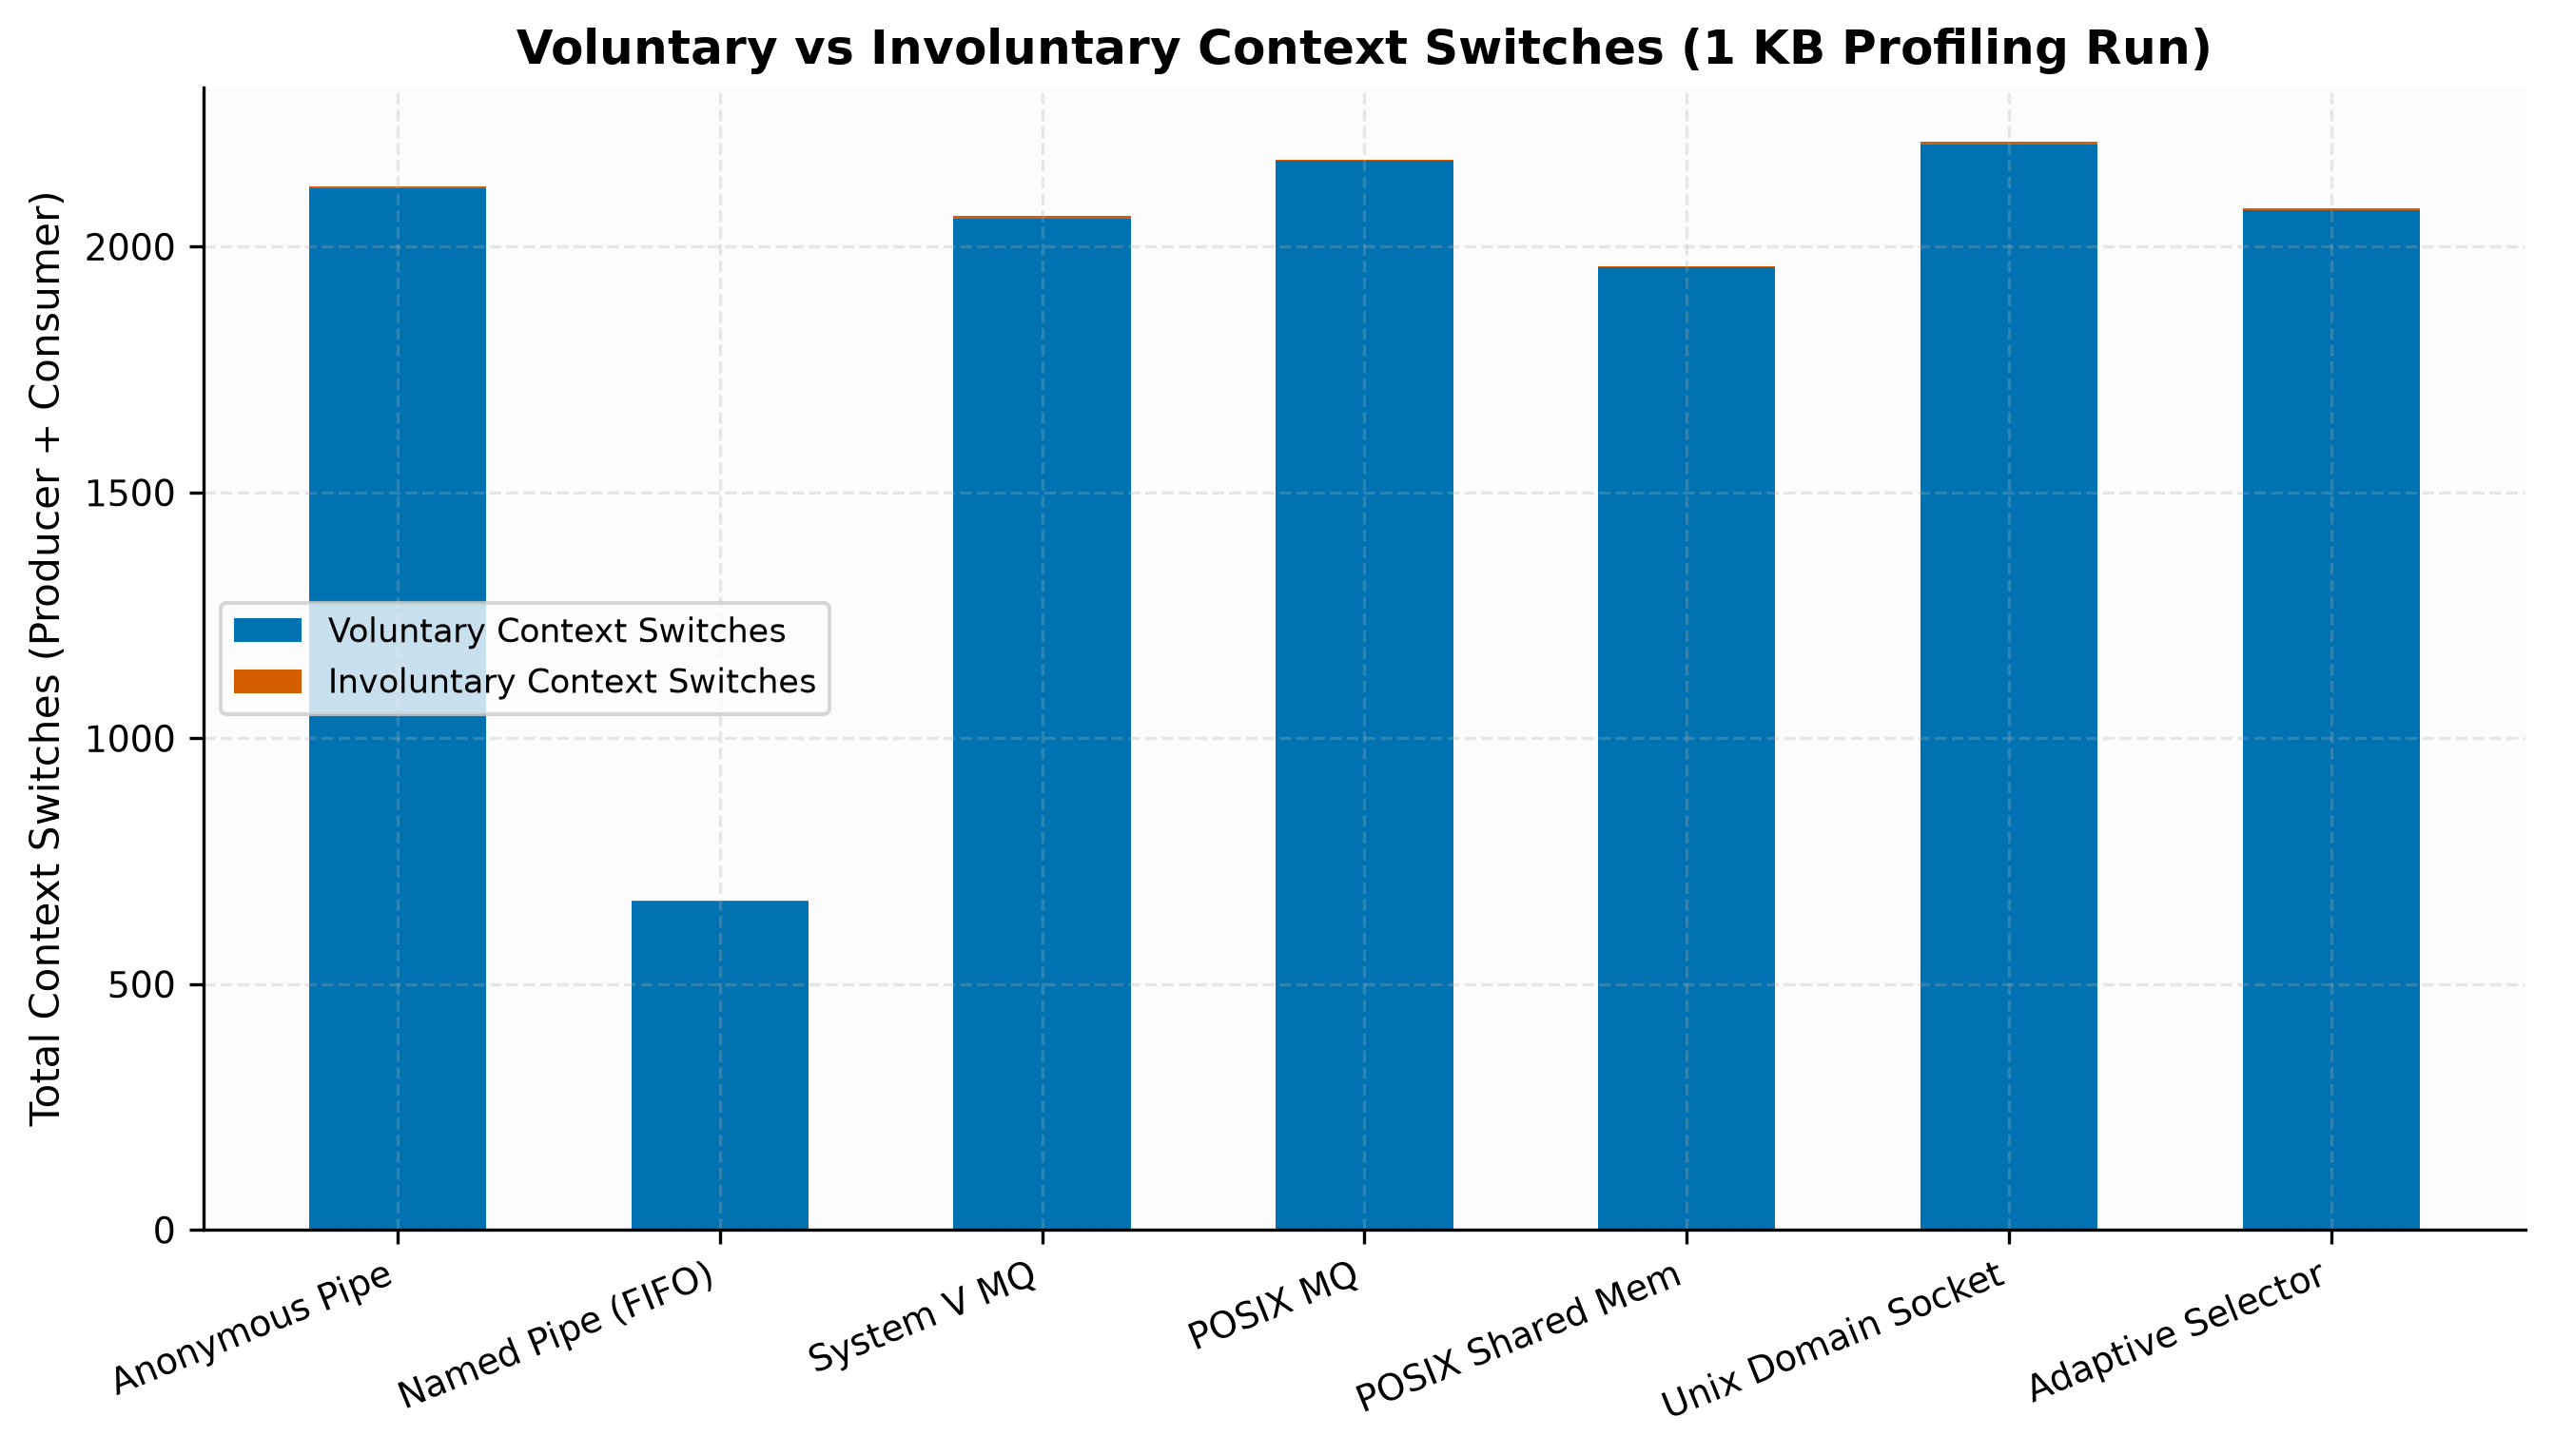 Voluntary vs Involuntary Context Switches (1 KB Profiling Run)
Total Context Switches (Producer + Consumer)
2000
1500
1000
500
0
Voluntary Context Switches
Involuntary Context Switches
Anonymous Pipe
Named Pipe (FIFO)
System V MQ
POSIX MQ
POSIX Shared Mem
Unix Domain Socket
Adaptive Selector